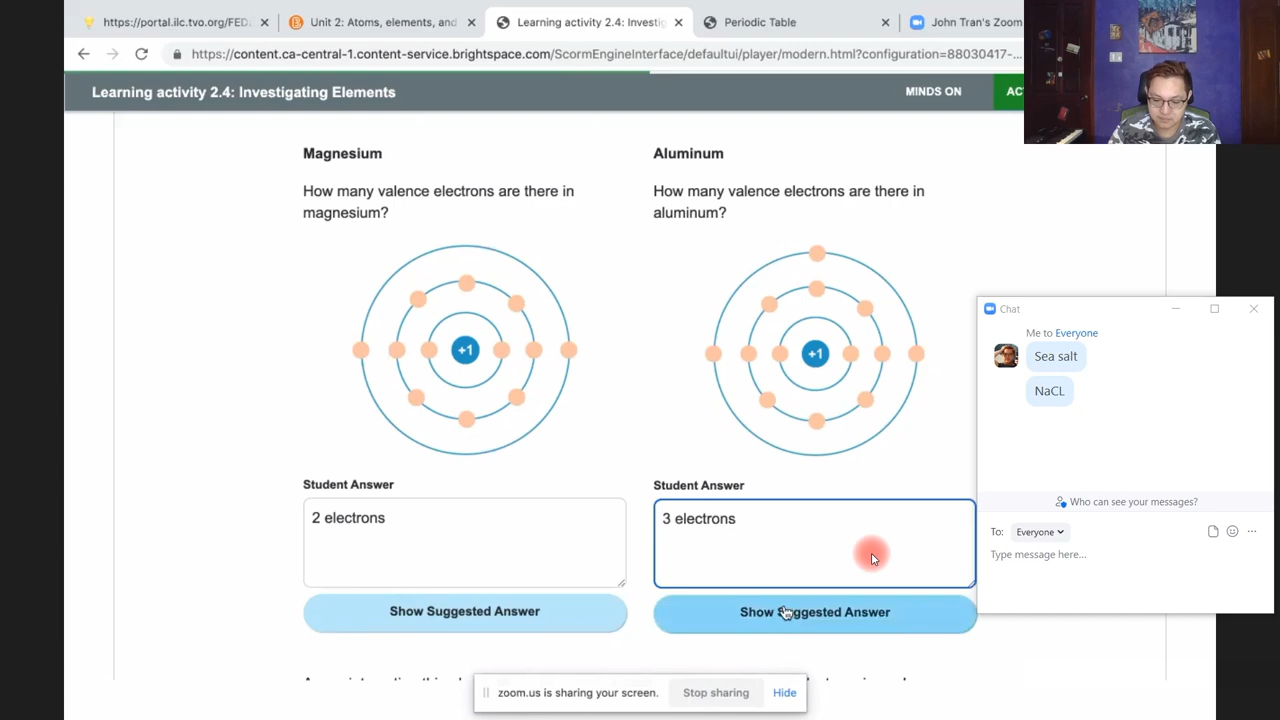 https://portal.ilc.tvo.org/FED
Unit 2: Atoms, elements, and
Learning activity 2.4: Investig
Periodic Table
John Tran's Zoom
https://content.ca-central-1.content-service.brightspace.com/ScormEngineInterface/defaultui/player/modern.html?configuration=88030417-...
Learning activity 2.4: Investigating Elements
MINDS ON
AC
Magnesium
How many valence electrons are there in
magnesium?
+1
Student Answer
2 electrons
Show Suggested Answer
Aluminum
How many valence electrons are there in
aluminum?
+1
Student Answer
3 electrons
Show Suggested Answer
Chat
Me to Everyone
Sea salt
NaCL
Who can see your messages?
To: Everyone
Type message here...
zoom.us is sharing your screen.
Stop sharing
Hide